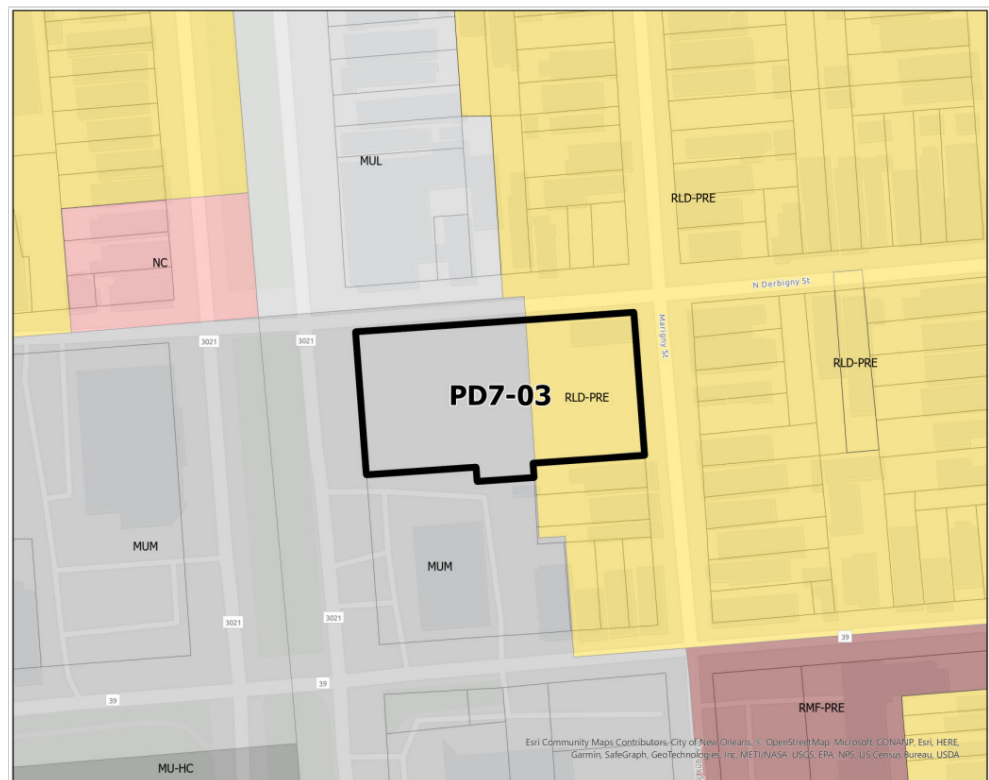 MUL
RLD-PRE
NC
N Derbigny St
3021
3021
Marigny St
RLD-PRE
PD7-03
RLD-PRE
MUM
MUM
3021
3021
39
39
39
RMF-PRE
MU-HC
Esri Community Maps Contributors, City of New Orleans, © OpenStreetMap, Microsoft, CONANP, Esri, HERE,
Garmin, SafeGraph, GeoTechnologies, Inc, METI/NASA, USGS, EPA, NPS, US Census Bureau, USDA